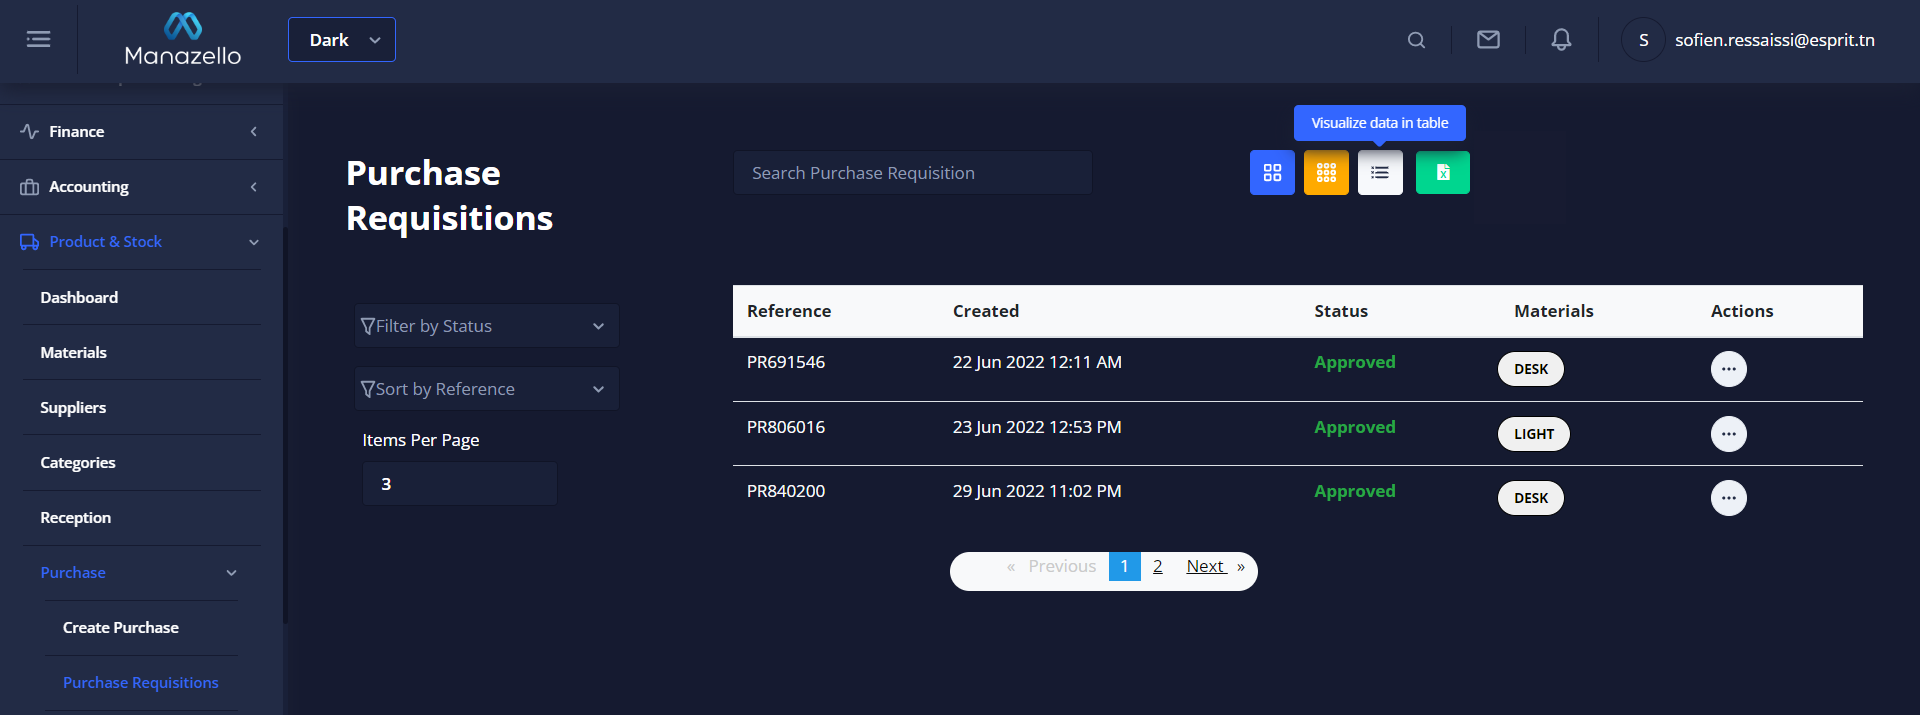 Manazello
Dark
S
sofien.ressaissi@esprit.tn
Finance
Accounting
Product & Stock
Dashboard
Materials
Suppliers
Categories
Reception
Purchase
Create Purchase
Purchase Requisitions
Purchase
Requisitions
Search Purchase Requisition
Visualize data in table
Filter by Status
Sort by Reference
Items Per Page
3
Reference Created Status Materials Actions
PR691546 22 Jun 2022 12:11 AM Approved DESK ...
PR806016 23 Jun 2022 12:53 PM Approved LIGHT ...
PR840200 29 Jun 2022 11:02 PM Approved DESK ...
« Previous 1 2 Next »